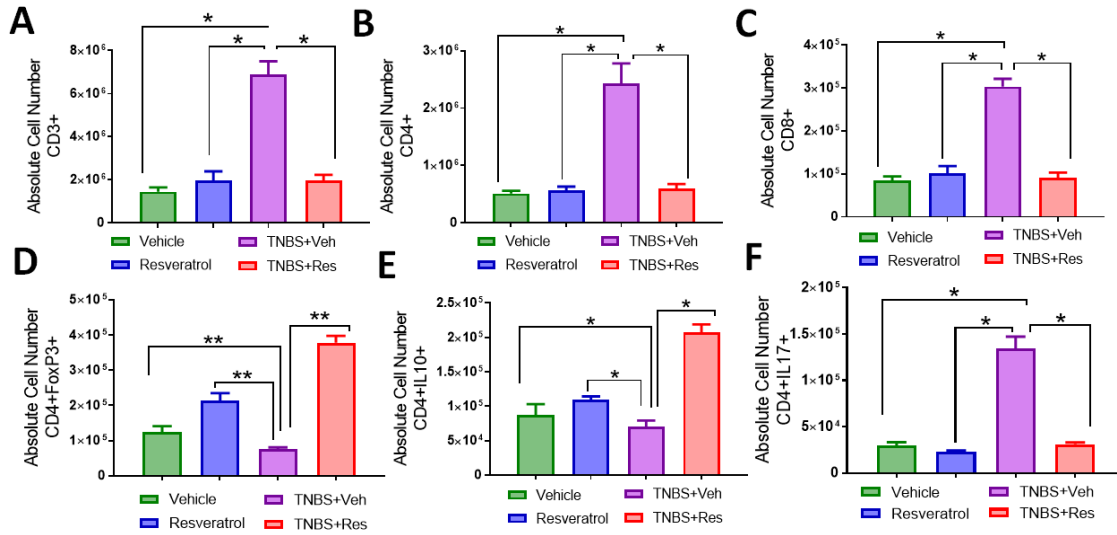 A
Absolute Cell Number
CD3+
8×10⁶
6×10⁶
4×10⁶
2×10⁶
0
*
*
*
B
Absolute Cell Number
CD4+
3×10⁶
2×10⁶
1×10⁶
0
*
*
*
C
Absolute Cell Number
CD8+
4×10⁵
3×10⁵
2×10⁵
1×10⁵
0
*
*
*
Vehicle
TNBS+Veh
Resveratrol
TNBS+Res
Vehicle
TNBS+Veh
Resveratrol
TNBS+Res
Vehicle
TNBS+Veh
Resveratrol
TNBS+Res
D
Absolute Cell Number
CD4+FoxP3+
5×10⁵
4×10⁵
3×10⁵
2×10⁵
1×10⁵
0
**
**
**
Vehicle
TNBS+Veh
Resveratrol
TNBS+Res
E
Absolute Cell Number
CD4+IL10+
2.5×10⁵
2.0×10⁵
1.5×10⁵
1.0×10⁵
5.0×10⁴
0
*
*
*
Vehicle
TNBS+Veh
Resveratrol
TNBS+Res
F
Absolute Cell Number
CD4+IL17+
2×10⁵
1.5×10⁵
1×10⁵
5×10⁴
0
*
*
*
Vehicle
TNBS+Veh
Resveratrol
TNBS+Res